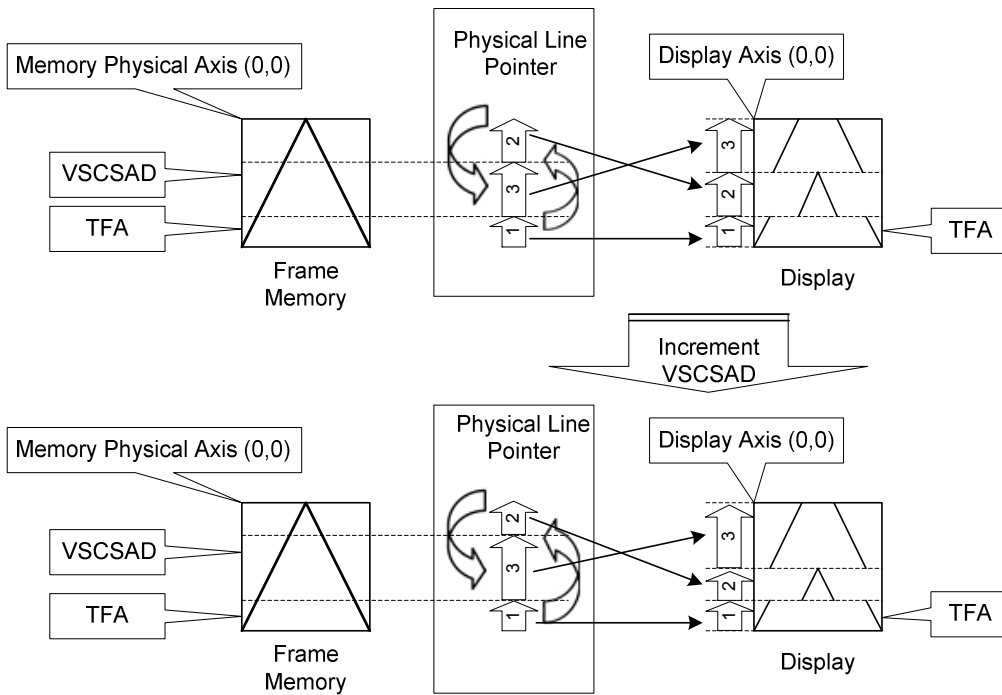 Physical Line
Pointer
Memory Physical Axis (0,0)
Display Axis (0,0)
VSCSAD
TFA
2
3
1
3
2
1
TFA
Frame
Memory
Display
Increment
VSCSAD
Physical Line
Pointer
Memory Physical Axis (0,0)
Display Axis (0,0)
VSCSAD
TFA
2
3
1
3
2
1
TFA
Frame
Memory
Display